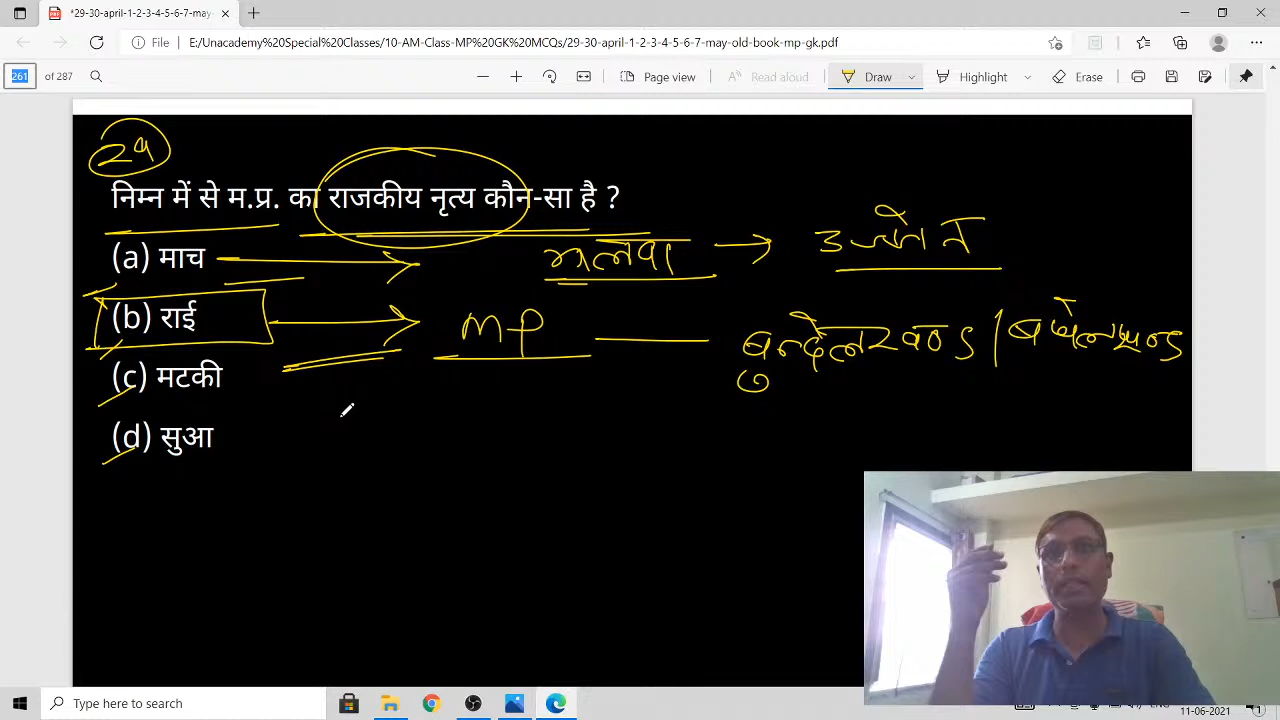 *29-30-april-1-2-3-4-5-6-7-may-
File
E:/Unacademy%20Special%20Classes/10-AM-Class-MP%20GK%20MCQs/29-30-april-1-2-3-4-5-6-7-may-old-book-mp-gk.pdf
261 of 287
Page view
Read aloud
Draw
Highlight
Erase
29
निम्न में से म.प्र. का राजकीय नृत्य कौन-सा है ?
(a) माच
मालवा → उज्जैन
(b) राई
MP
बुन्देलखण्ड / बघेलखण्ड
(c) मटकी
(d) सुआ
Type here to search
11-06-2021